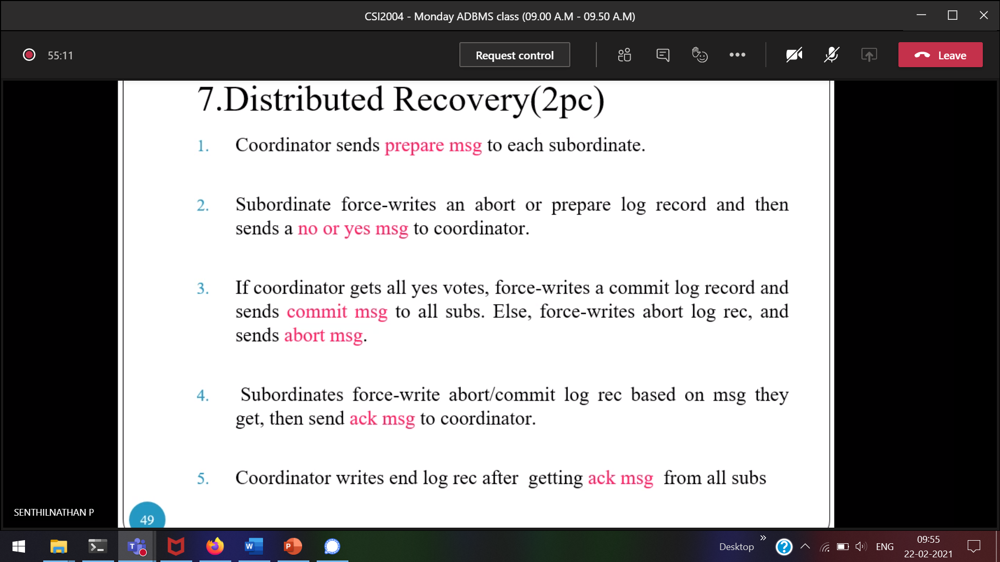 CSI2004 - Monday ADBMS class (09.00 A.M - 09.50 A.M)
55:11
Request control
Leave
7.Distributed Recovery(2pc)
1. Coordinator sends prepare msg to each subordinate.
2. Subordinate force-writes an abort or prepare log record and then
sends a no or yes msg to coordinator.
3. If coordinator gets all yes votes, force-writes a commit log record and
sends commit msg to all subs. Else, force-writes abort log rec, and
sends abort msg.
4. Subordinates force-write abort/commit log rec based on msg they
get, then send ack msg to coordinator.
5. Coordinator writes end log rec after getting ack msg from all subs
SENTHILNATHAN P
49
Desktop
ENG
09:55
22-02-2021